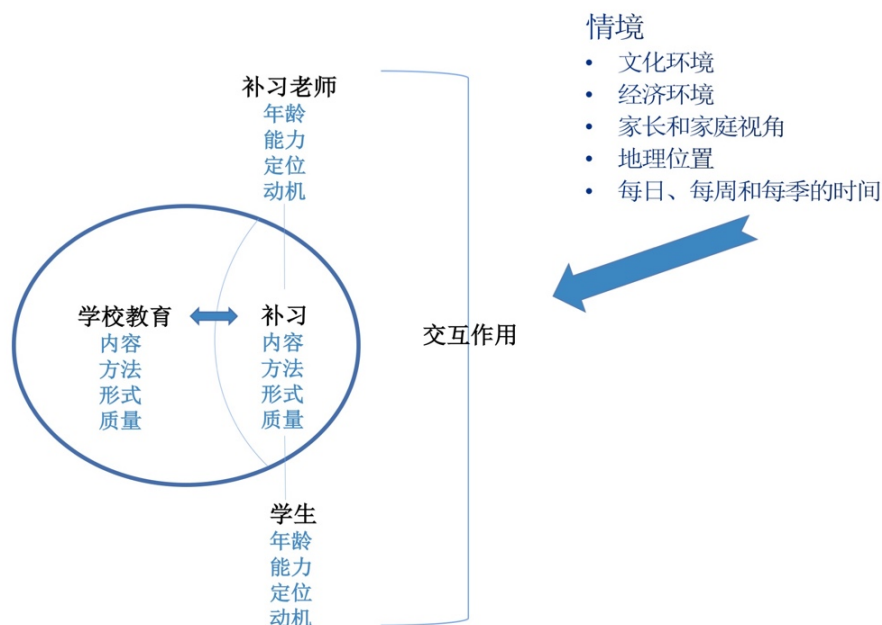 情境
• 文化环境
• 经济环境
• 家长和家庭视角
• 地理位置
• 每日、每周和每季的时间
补习老师
年龄
能力
定位
动机
学校教育
内容
方法
形式
质量
补习
内容
方法
形式
质量
交互作用
学生
年龄
能力
定位
动机